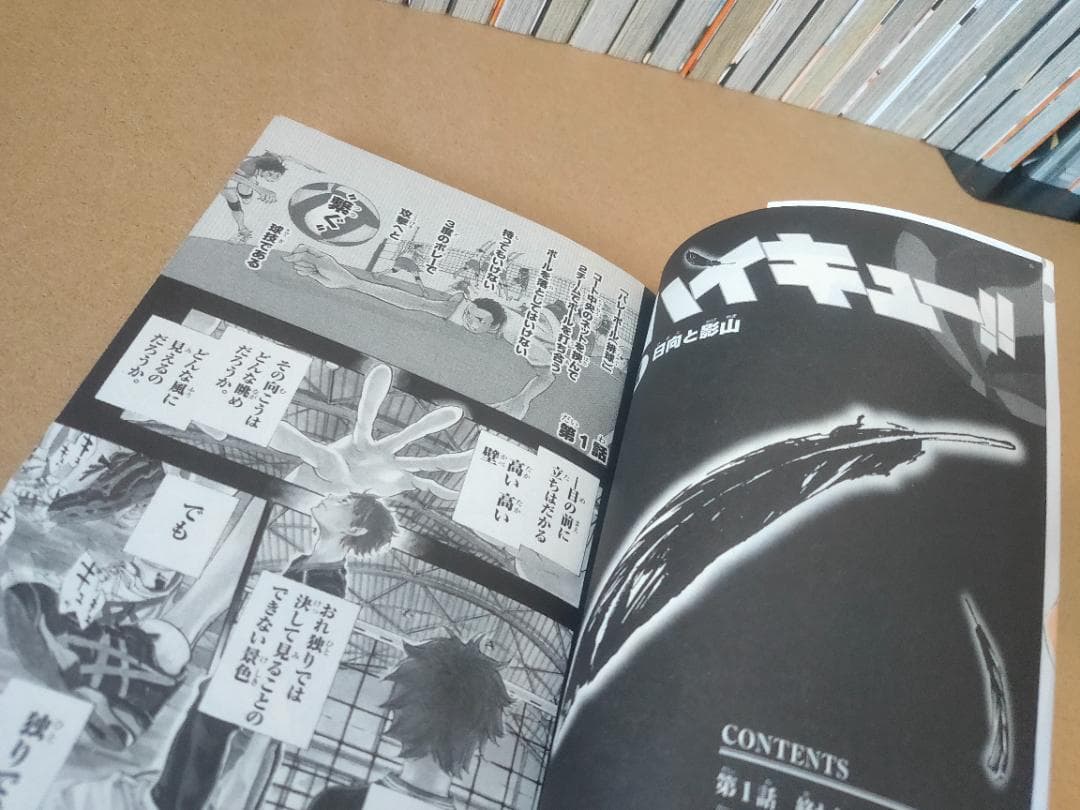 ハイキュー!!
日向と影山
CONTENTS
第1話
第1話
「バレーボール(排球)」
コート中央のネットを挟んで
2チームでボールを打ち合う
ボールを落としてはいけない
持ってもいけない
3度のボレーで
攻撃へと
“繋ぐ”
球技である
―目の前に
立ちはだかる
高い高い
壁
その向こうは
どんな眺め
だろうか。
どんな風に
見えるの
だろうか。
でも
おれ独りでは
決して見ることの
できない景色
独りで